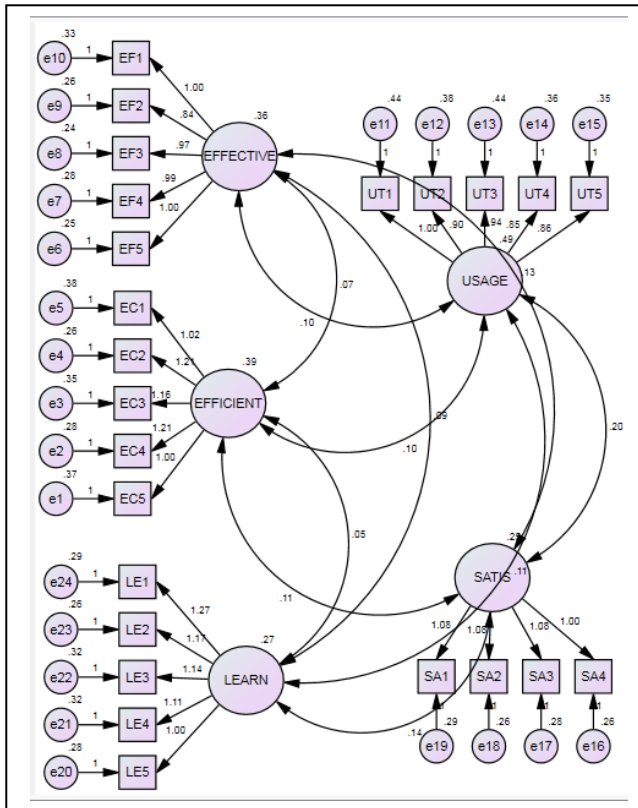 .33
e10 1 EF1
.26
e9 1 EF2
.24
e8 1 EF3
.28
e7 1 EF4
.25
e6 1 EF5
1.00
.84
.97
.99
1.00
.36
EFFECTIVE
.44 .38 .44 .36 .35
e11 e12 e13 e14 e15
1 1 1 1 1
UT1 UT2 UT3 UT4 UT5
1.00 .90 .94 .85 .86
.49
USAGE
.13
.07
.10
.38
e5 1 EC1
.26
e4 1 EC2
.35
e3 1 EC3
.28
e2 1 EC4
.37
e1 1 EC5
1.02
1.21
1.16
1.21
1.00
.39
EFFICIENT
.09
.10
.20
.05
.11
.29
e24 1 LE1
.26
e23 1 LE2
.32
e22 1 LE3
.32
e21 1 LE4
.28
e20 1 LE5
1.27
1.17
1.14
1.11
1.00
.27
LEARN
SATIS
.11
1.08 1.08 1.08 1.00
SA1 SA2 SA3 SA4
1 1 1 1
.14 .29 .26 .28 .26
e19 e18 e17 e16